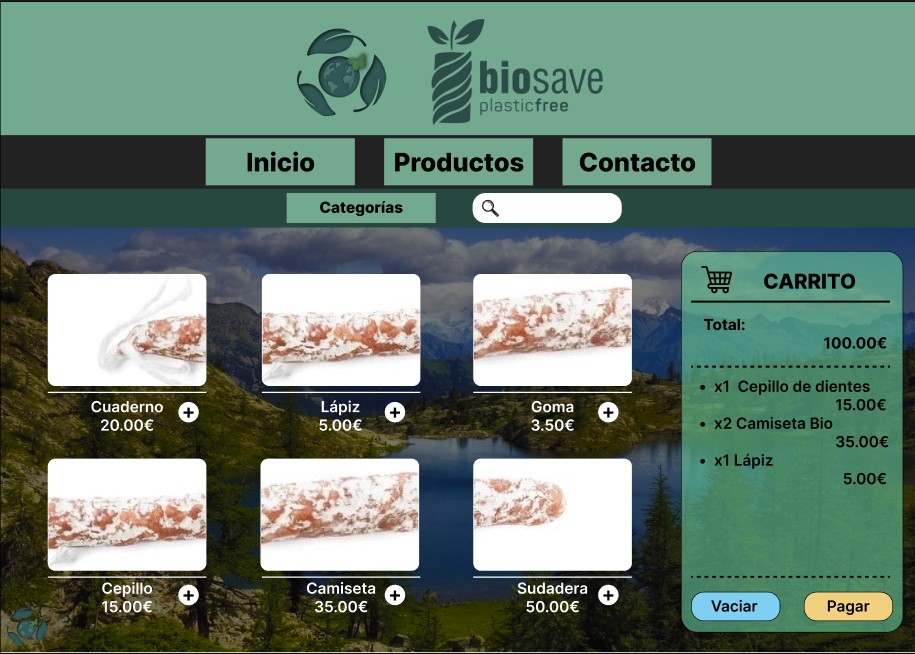 biosave
plasticfree
Inicio Productos Contacto
Categorías
CARRITO
Total:
100.00€
• x1 Cepillo de dientes
15.00€
• x2 Camiseta Bio
35.00€
• x1 Lápiz
5.00€
Vaciar Pagar
Cuaderno
20.00€
Lápiz
5.00€
Goma
3.50€
Cepillo
15.00€
Camiseta
35.00€
Sudadera
50.00€